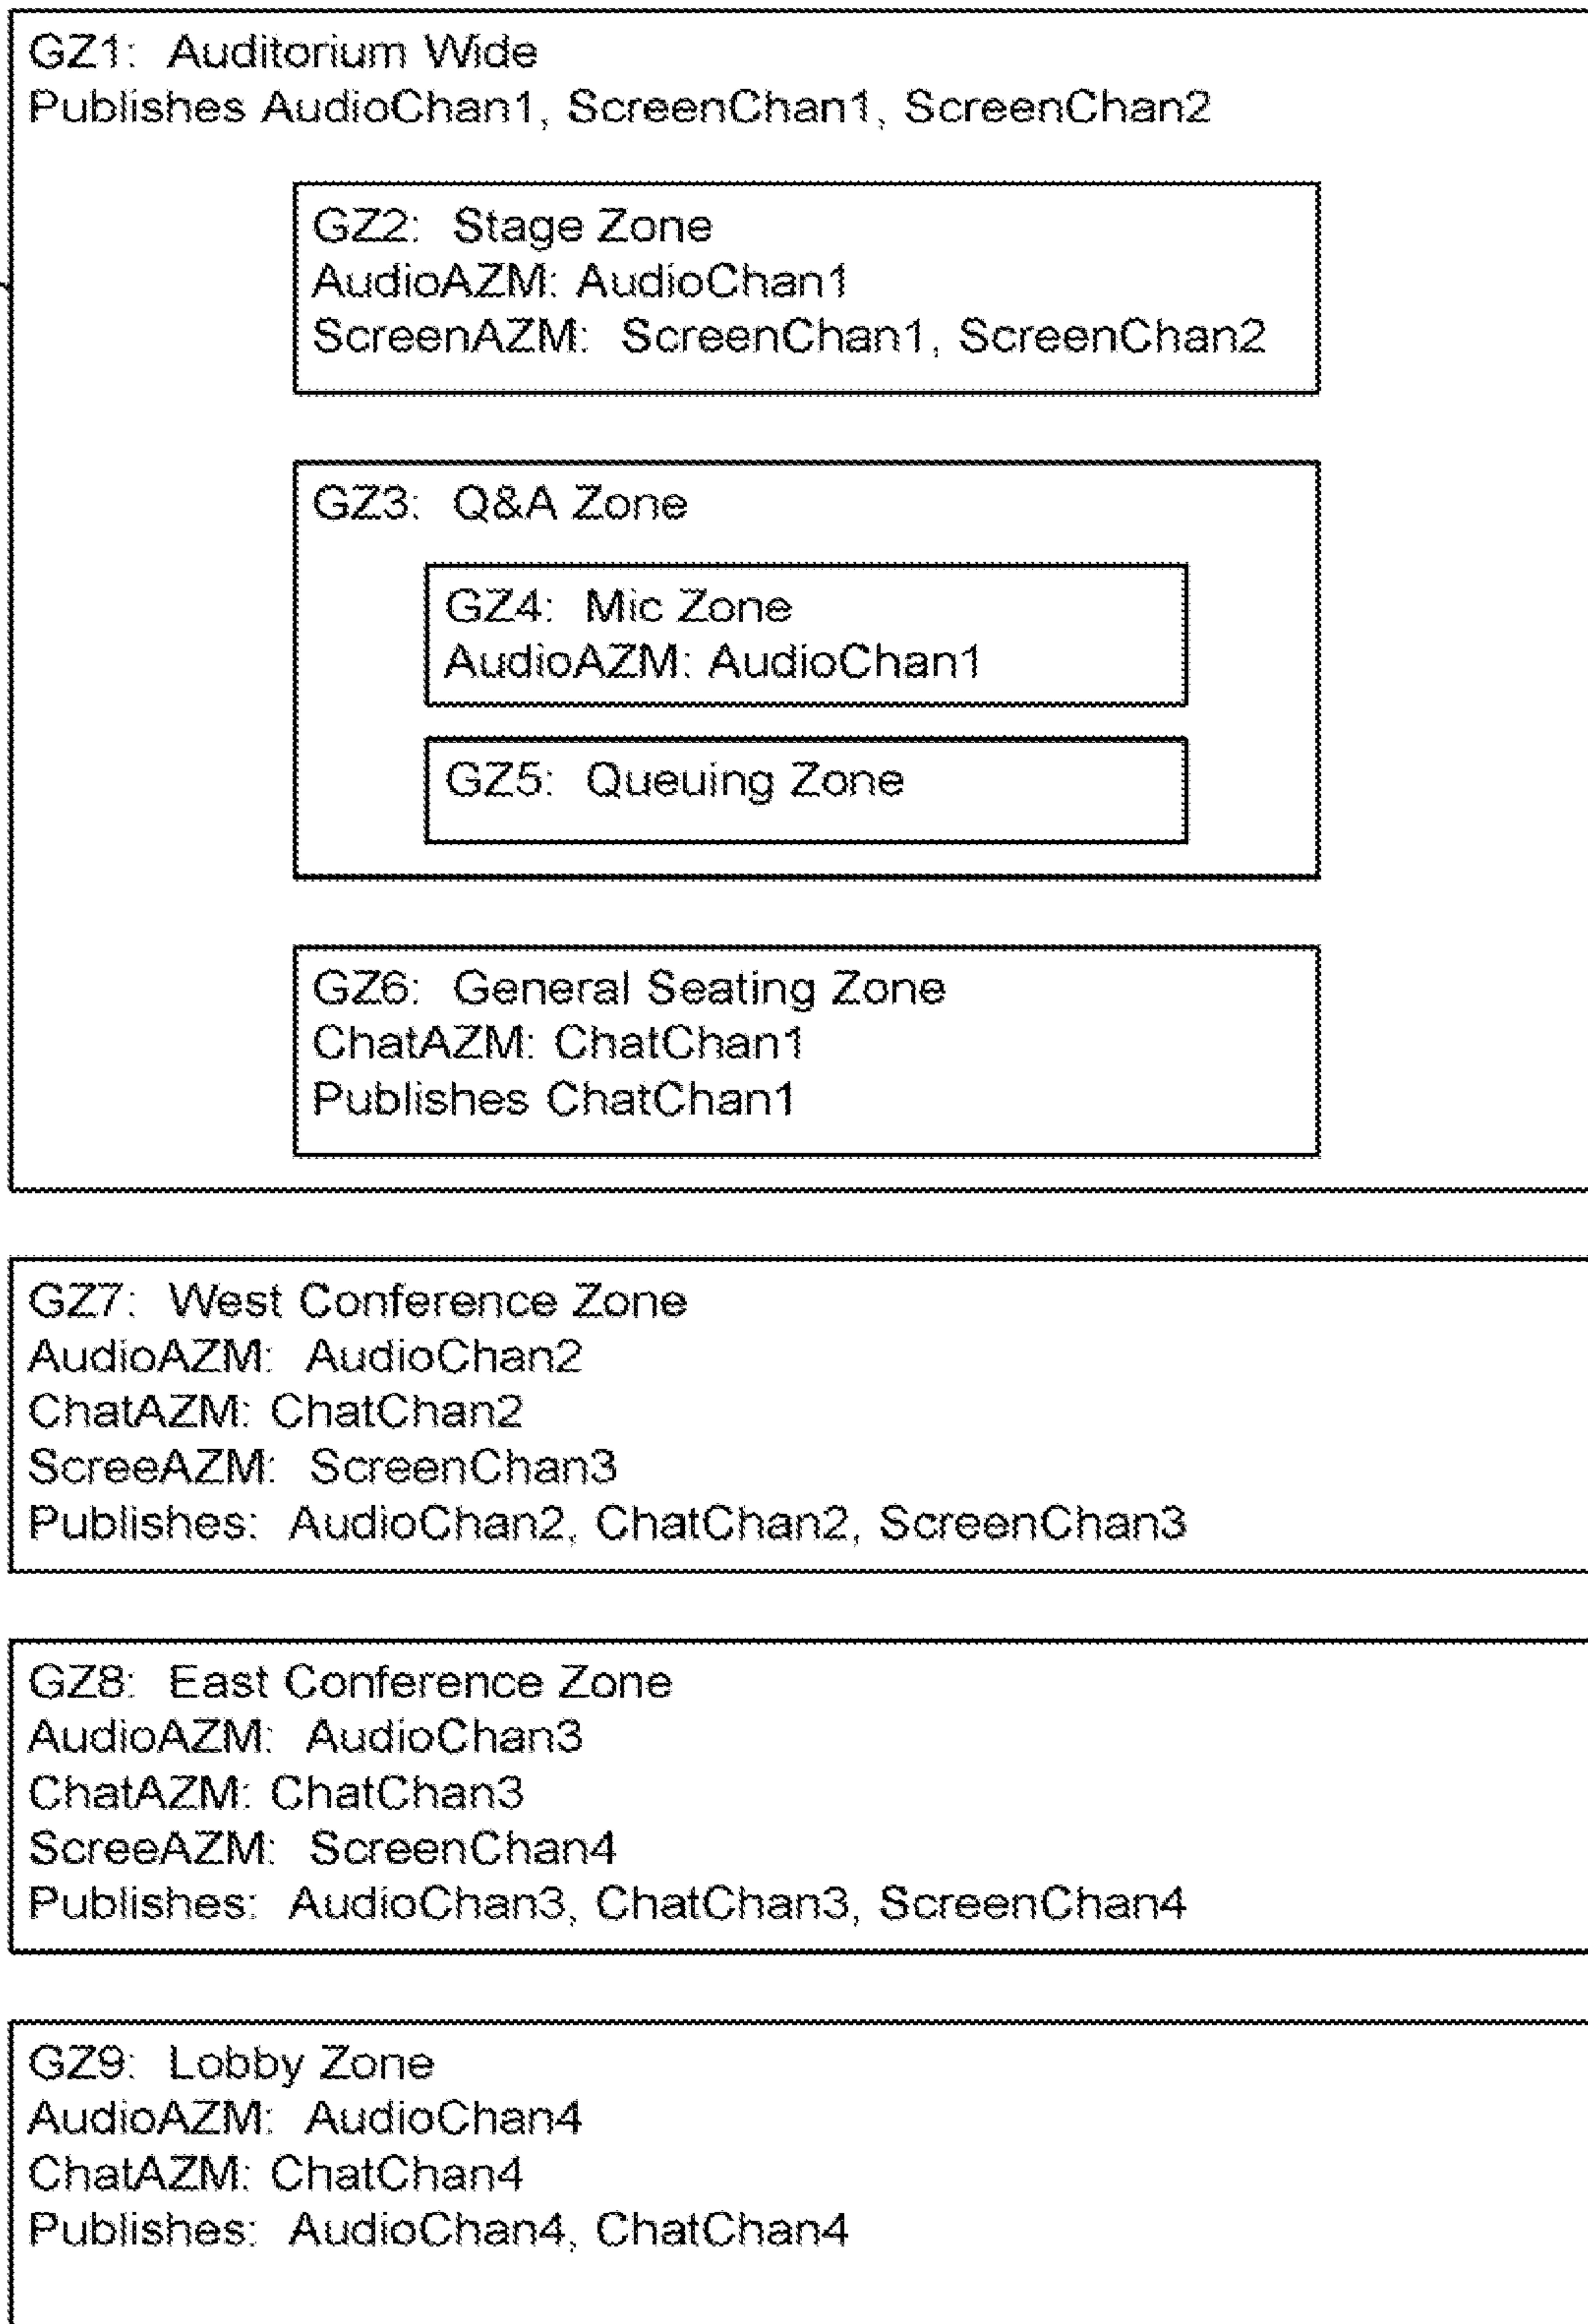 GZ1: Auditorium Wide
Publishes AudioChan1, ScreenChan1, ScreenChan2
GZ2: Stage Zone
AudioAZM: AudioChan1
ScreenAZM: ScreenChan1, ScreenChan2
GZ3: Q&A Zone
GZ4: Mic Zone
AudioAZM: AudioChan1
GZ5: Queuing Zone
GZ6: General Seating Zone
ChatAZM: ChatChan1
Publishes ChatChan1
GZ7: West Conference Zone
AudioAZM: AudioChan2
ChatAZM: ChatChan2
ScreeAZM: ScreenChan3
Publishes: AudioChan2, ChatChan2, ScreenChan3
GZ8: East Conference Zone
AudioAZM: AudioChan3
ChatAZM: ChatChan3
ScreeAZM: ScreenChan4
Publishes: AudioChan3, ChatChan3, ScreenChan4
GZ9: Lobby Zone
AudioAZM: AudioChan4
ChatAZM: ChatChan4
Publishes: AudioChan4, ChatChan4